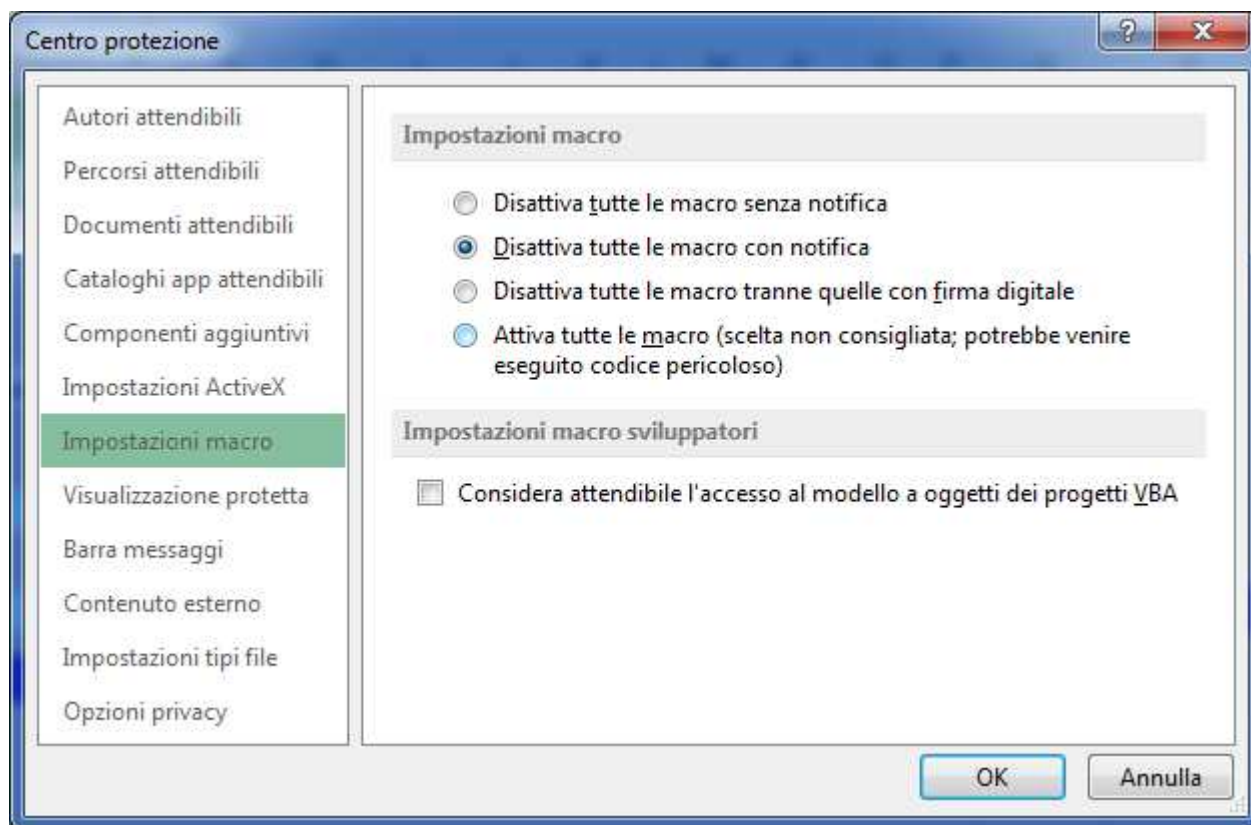 Centro protezione
?
Autori attendibili
Percorsi attendibili
Documenti attendibili
Cataloghi app attendibili
Componenti aggiuntivi
Impostazioni ActiveX
Impostazioni macro
Visualizzazione protetta
Barra messaggi
Contenuto esterno
Impostazioni tipi file
Opzioni privacy
Impostazioni macro
Disattiva tutte le macro senza notifica
Disattiva tutte le macro con notifica
Disattiva tutte le macro tranne quelle con firma digitale
Attiva tutte le macro (scelta non consigliata; potrebbe venire
eseguito codice pericoloso)
Impostazioni macro sviluppatori
Considera attendibile l'accesso al modello a oggetti dei progetti VBA
OK
Annulla